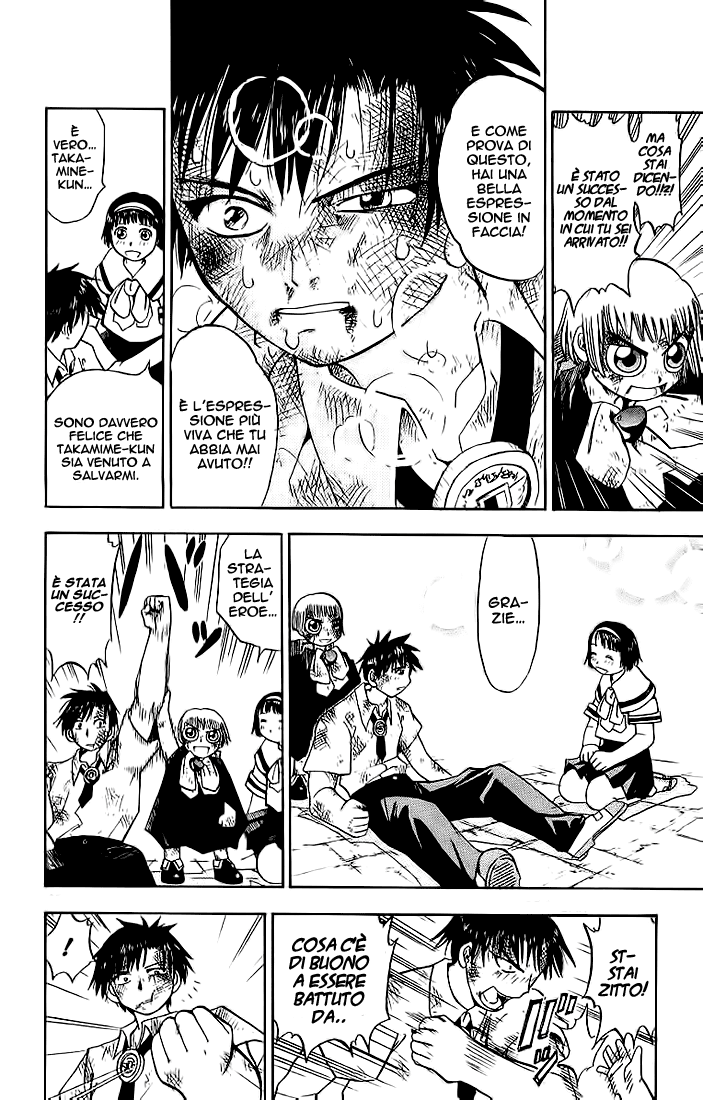 MA
COSA
STAI
DICEN-
DO!!?!
È STATO
UN SUCCES-
SO DAL
MOMENTO
IN CUI TU SEI
ARRIVATO!!
E COME
PROVA DI
QUESTO,
HAI UNA
BELLA
ESPRES-
SIONE IN
FACCIA!
È L'ESPRES-
SIONE PIÙ
VIVA CHE TU
ABBIA MAI
AVUTO!!
È
VERO...
TAKA-
MINE-
KUN...
SONO DAVVERO
FELICE CHE
TAKAMIME-KUN
SIA VENUTO A
SALVARMI.
GRA-
ZIE...
LA
STRA-
TEGIA
DELL'
EROE...
È STATA
UN SUC-
CESSO
!!
ST-
STAI
ZITTO!
COSA C'È
DI BUONO
A ESSERE
BATTUTO
DA..
!